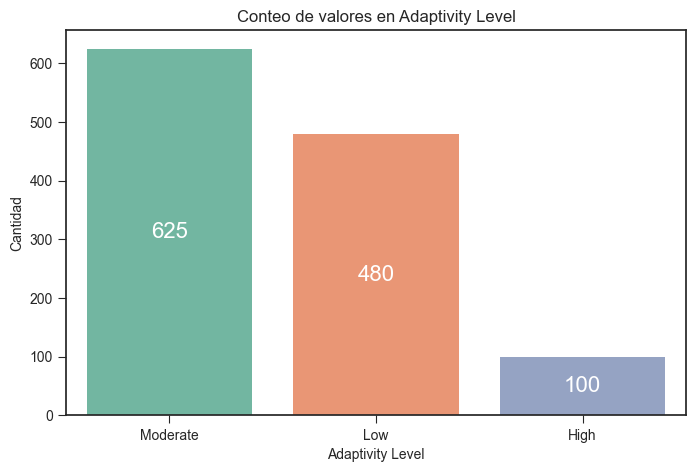 Conteo de valores en Adaptivity Level
Cantidad
600
500
400
300
200
100
0
625
480
100
Moderate
Low
High
Adaptivity Level